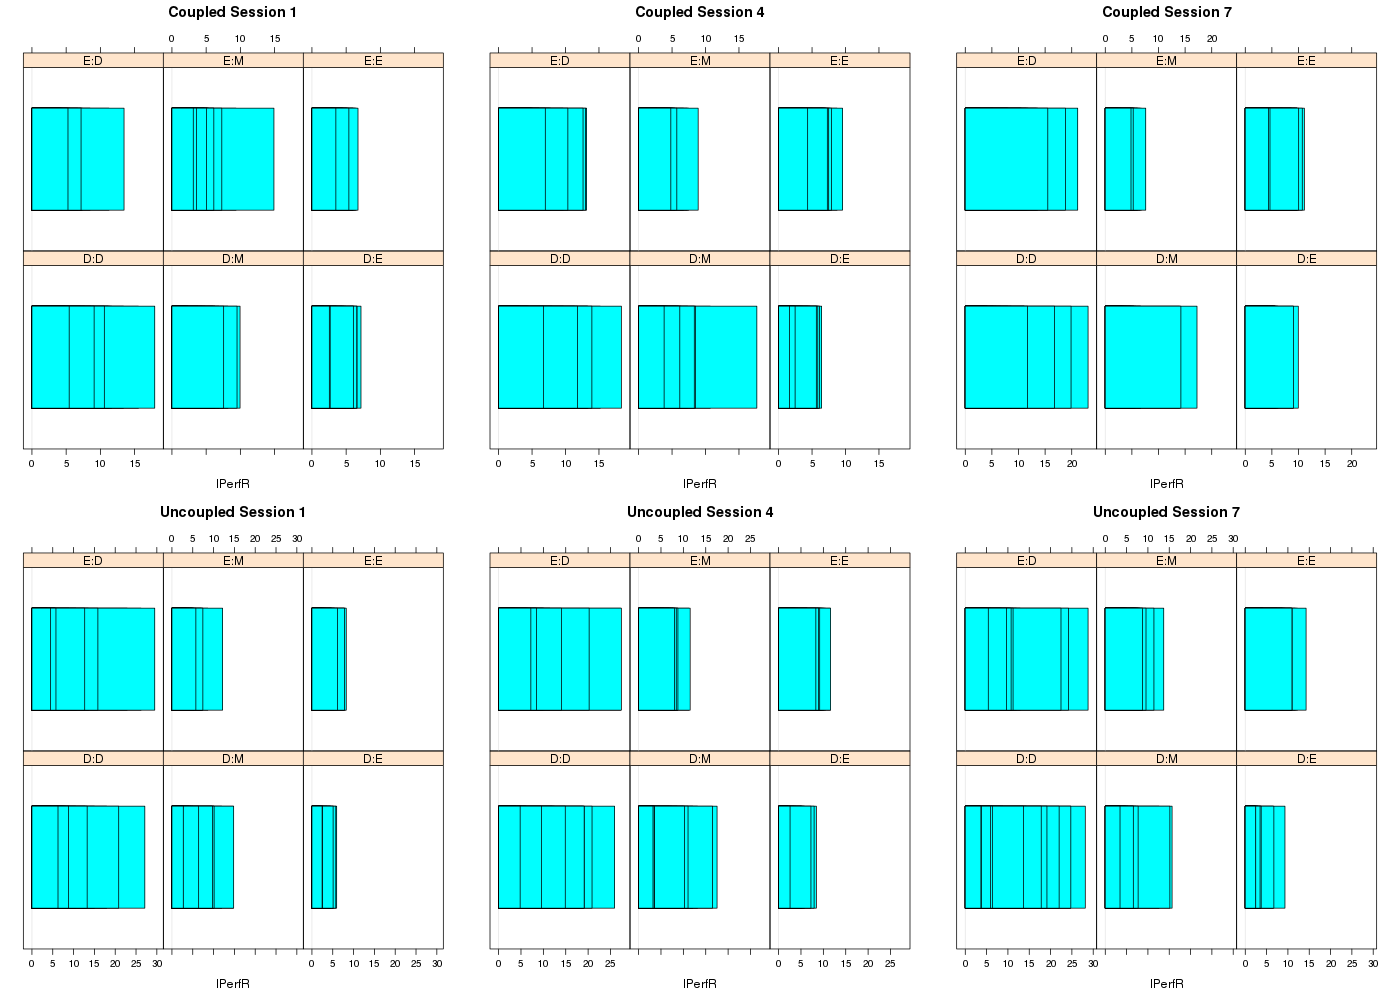 Coupled Session 1 Coupled Session 4 Coupled Session 7
0 5 10 15 0 5 10 15 0 5 10 15 20
E:D E:M E:E E:D E:M E:E E:D E:M E:E
D:D D:M D:E D:D D:M D:E D:D D:M D:E
0 5 10 15 0 5 10 15 0 5 10 15 0 5 10 15 0 5 10 15 20 0 5 10 15 20
IPerfR IPerfR IPerfR
Uncoupled Session 1 Uncoupled Session 4 Uncoupled Session 7
0 5 10 15 20 25 30 0 5 10 15 20 25 0 5 10 15 20 25 30
E:D E:M E:E E:D E:M E:E E:D E:M E:E
D:D D:M D:E D:D D:M D:E D:D D:M D:E
0 5 10 15 20 25 30 0 5 10 15 20 25 30 0 5 10 15 20 25 0 5 10 15 20 25 0 5 10 15 20 25 30 0 5 10 15 20 25 30
IPerfR IPerfR IPerfR